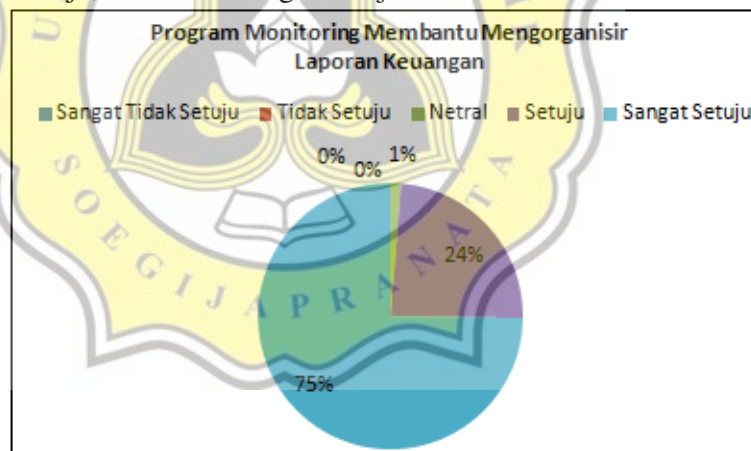 Program Monitoring Membantu Mengorganisir
Laporan Keuangan
Sangat Tidak Setuju Tidak Setuju Netral Setuju Sangat Setuju
0% 0% 1%
24%
75%
SOEGIJAPRANATA